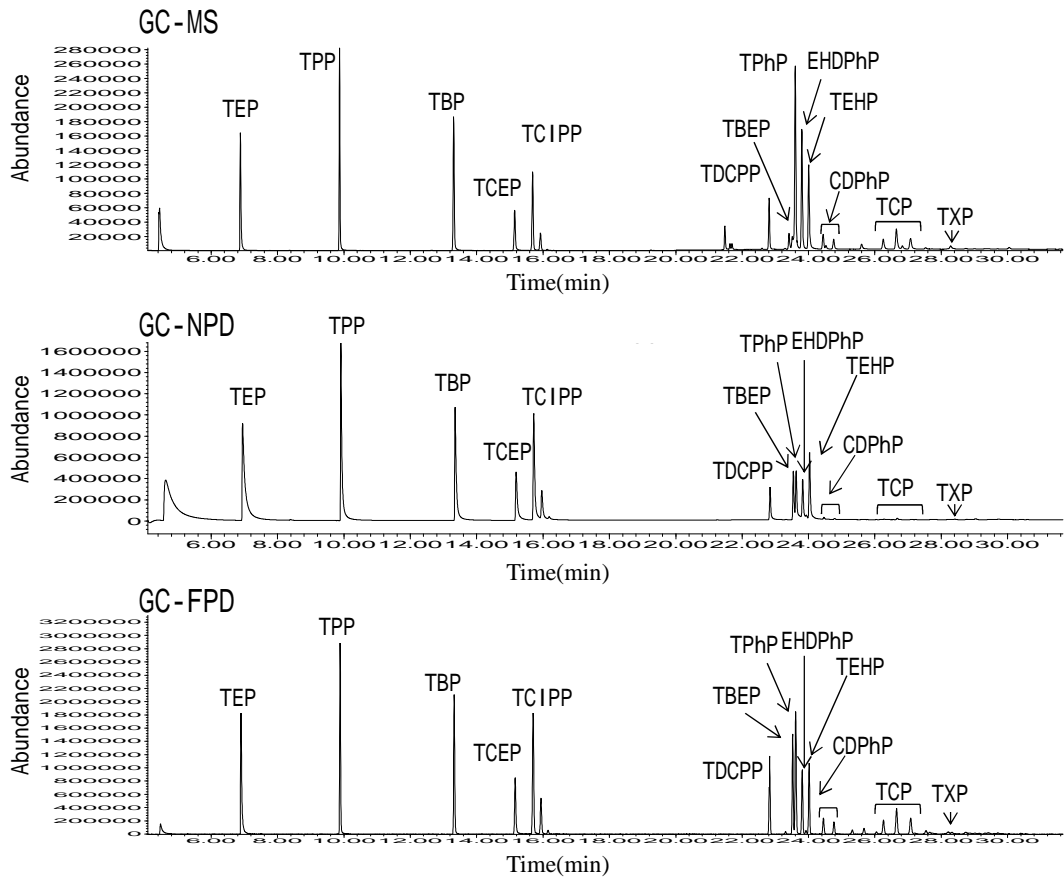 GC-MS
Abundance
280000
260000
240000
220000
200000
180000
160000
140000
120000
100000
80000
60000
40000
20000
TEP
TPP
TBP
TCEP
TCIPP
TDCPP
TBEP
TPhP
EHDPhP
TEHP
CDPhP
TCP
TXP
6.00 8.00 10.00 12.00 14.00 16.00 18.00 20.00 22.00 24.00 26.00 28.00 30.00
Time(min)
GC-NPD
Abundance
1600000
1400000
1200000
1000000
800000
600000
400000
200000
0
TEP
TPP
TBP
TCEP
TCIPP
TDCPP
TBEP
TPhP
EHDPhP
TEHP
CDPhP
TCP
TXP
6.00 8.00 10.00 12.00 14.00 16.00 18.00 20.00 22.00 24.00 26.00 28.00 30.00
Time(min)
GC-FPD
Abundance
3200000
3000000
2800000
2600000
2400000
2200000
2000000
1800000
1600000
1400000
1200000
1000000
800000
600000
400000
200000
0
TEP
TPP
TBP
TCEP
TCIPP
TDCPP
TBEP
TPhP
EHDPhP
TEHP
CDPhP
TCP
TXP
6.00 8.00 10.00 12.00 14.00 16.00 18.00 20.00 22.00 24.00 26.00 28.00 30.00
Time(min)